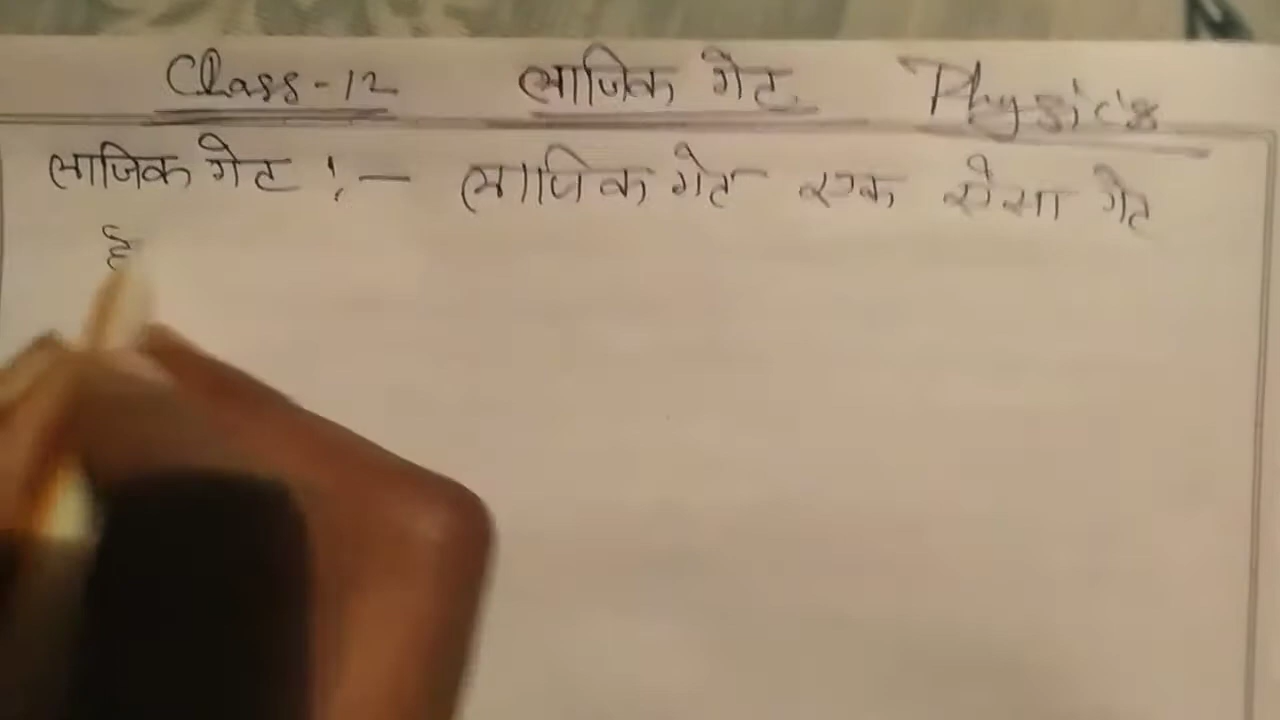 Class-12 लाजिक गेट Physics
लाजिक गेट :- लाजिक गेट एक ऐसा गेट
है